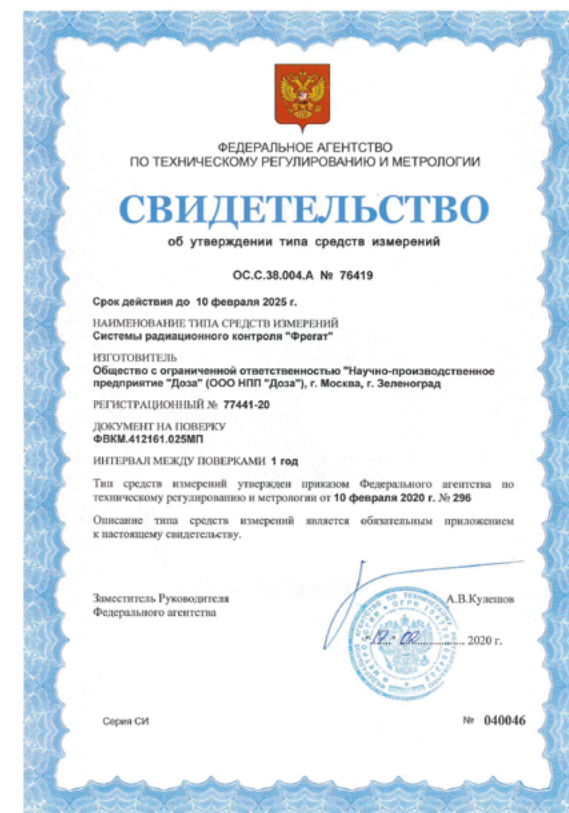 ФЕДЕРАЛЬНОЕ АГЕНТСТВО
ПО ТЕХНИЧЕСКОМУ РЕГУЛИРОВАНИЮ И МЕТРОЛОГИИ
СВИДЕТЕЛЬСТВО
об утверждении типа средств измерений
ОС.С.38.004.А № 76419
Срок действия до 10 февраля 2025 г.
НАИМЕНОВАНИЕ ТИПА СРЕДСТВ ИЗМЕРЕНИЙ
Системы радиационного контроля "Фрегат"
ИЗГОТОВИТЕЛЬ
Общество с ограниченной ответственностью "Научно-производственное
предприятие "Доза" (ООО НПП "Доза"), г. Москва, г. Зеленоград
РЕГИСТРАЦИОННЫЙ № 77441-20
ДОКУМЕНТ НА ПОВЕРКУ
ФВКМ.412161.025МП
ИНТЕРВАЛ МЕЖДУ ПОВЕРКАМИ 1 год
Тип средств измерений утвержден приказом Федерального агентства по
техническому регулированию и метрологии от 10 февраля 2020 г. № 296
Описание типа средств измерений является обязательным приложением
к настоящему свидетельству.
Заместитель Руководителя
Федерального агентства
А.В.Кулешов
2020 г.
Серия СИ
№ 040046